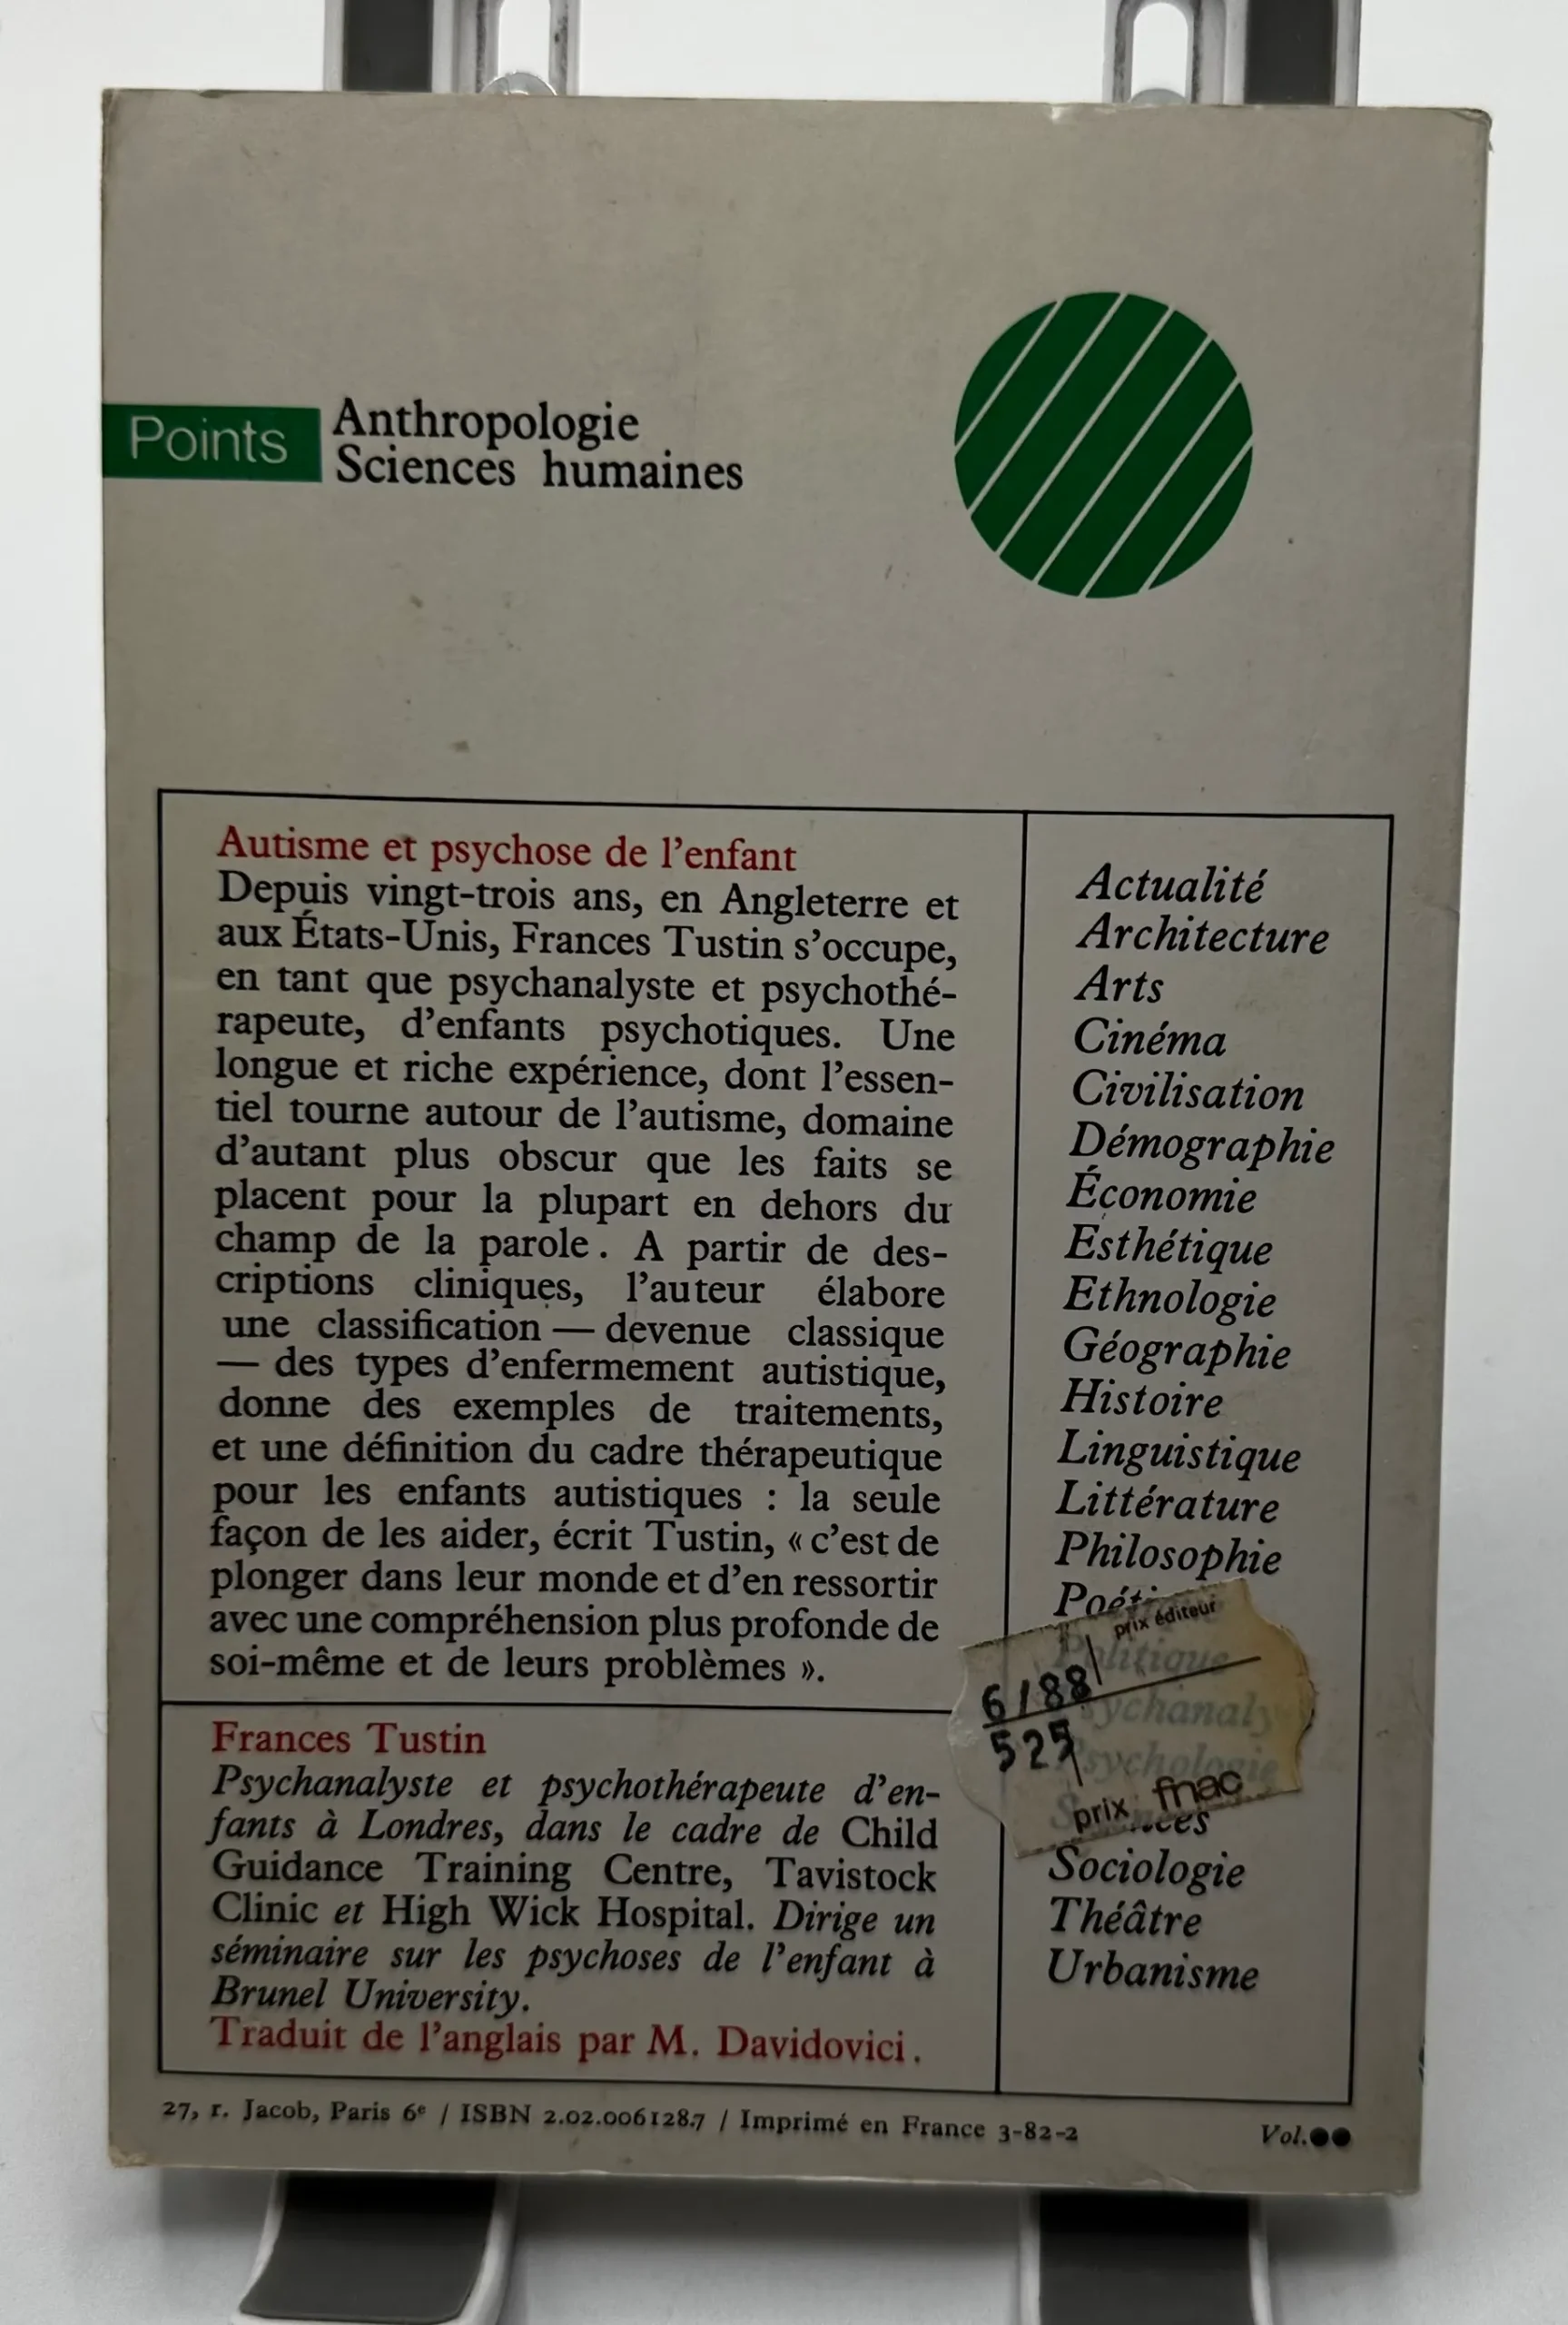 Points
Anthropologie
Sciences humaines
Autisme et psychose de l'enfant
Depuis vingt-trois ans, en Angleterre et
aux États-Unis, Frances Tustin s'occupe,
en tant que psychanalyste et psychothé-
rapeute, d'enfants psychotiques. Une
longue et riche expérience, dont l'essen-
tiel tourne autour de l'autisme, domaine
d'autant plus obscur que les faits se
placent pour la plupart en dehors du
champ de la parole. A partir de des-
criptions cliniques, l'auteur élabore
une classification — devenue classique
— des types d'enfermement autistique,
donne des exemples de traitements,
et une définition du cadre thérapeutique
pour les enfants autistiques : la seule
façon de les aider, écrit Tustin, « c'est de
plonger dans leur monde et d'en ressortir
avec une compréhension plus profonde de
soi-même et de leurs problèmes ».
Frances Tustin
Psychanalyste et psychothérapeute d'en-
fants à Londres, dans le cadre de Child
Guidance Training Centre, Tavistock
Clinic et High Wick Hospital. Dirige un
séminaire sur les psychoses de l'enfant à
Brunel University.
Traduit de l'anglais par M. Davidovici.
Actualité
Architecture
Arts
Cinéma
Civilisation
Démographie
Économie
Esthétique
Ethnologie
Géographie
Histoire
Linguistique
Littérature
Philosophie
Politique
Psychologie
Sociologie
Théâtre
Urbanisme
prix éditeur
6/88
525
prix fnac
27, r. Jacob, Paris 6e / ISBN 2.02.006128.7 / Imprimé en France 3-82-2
Vol.●●